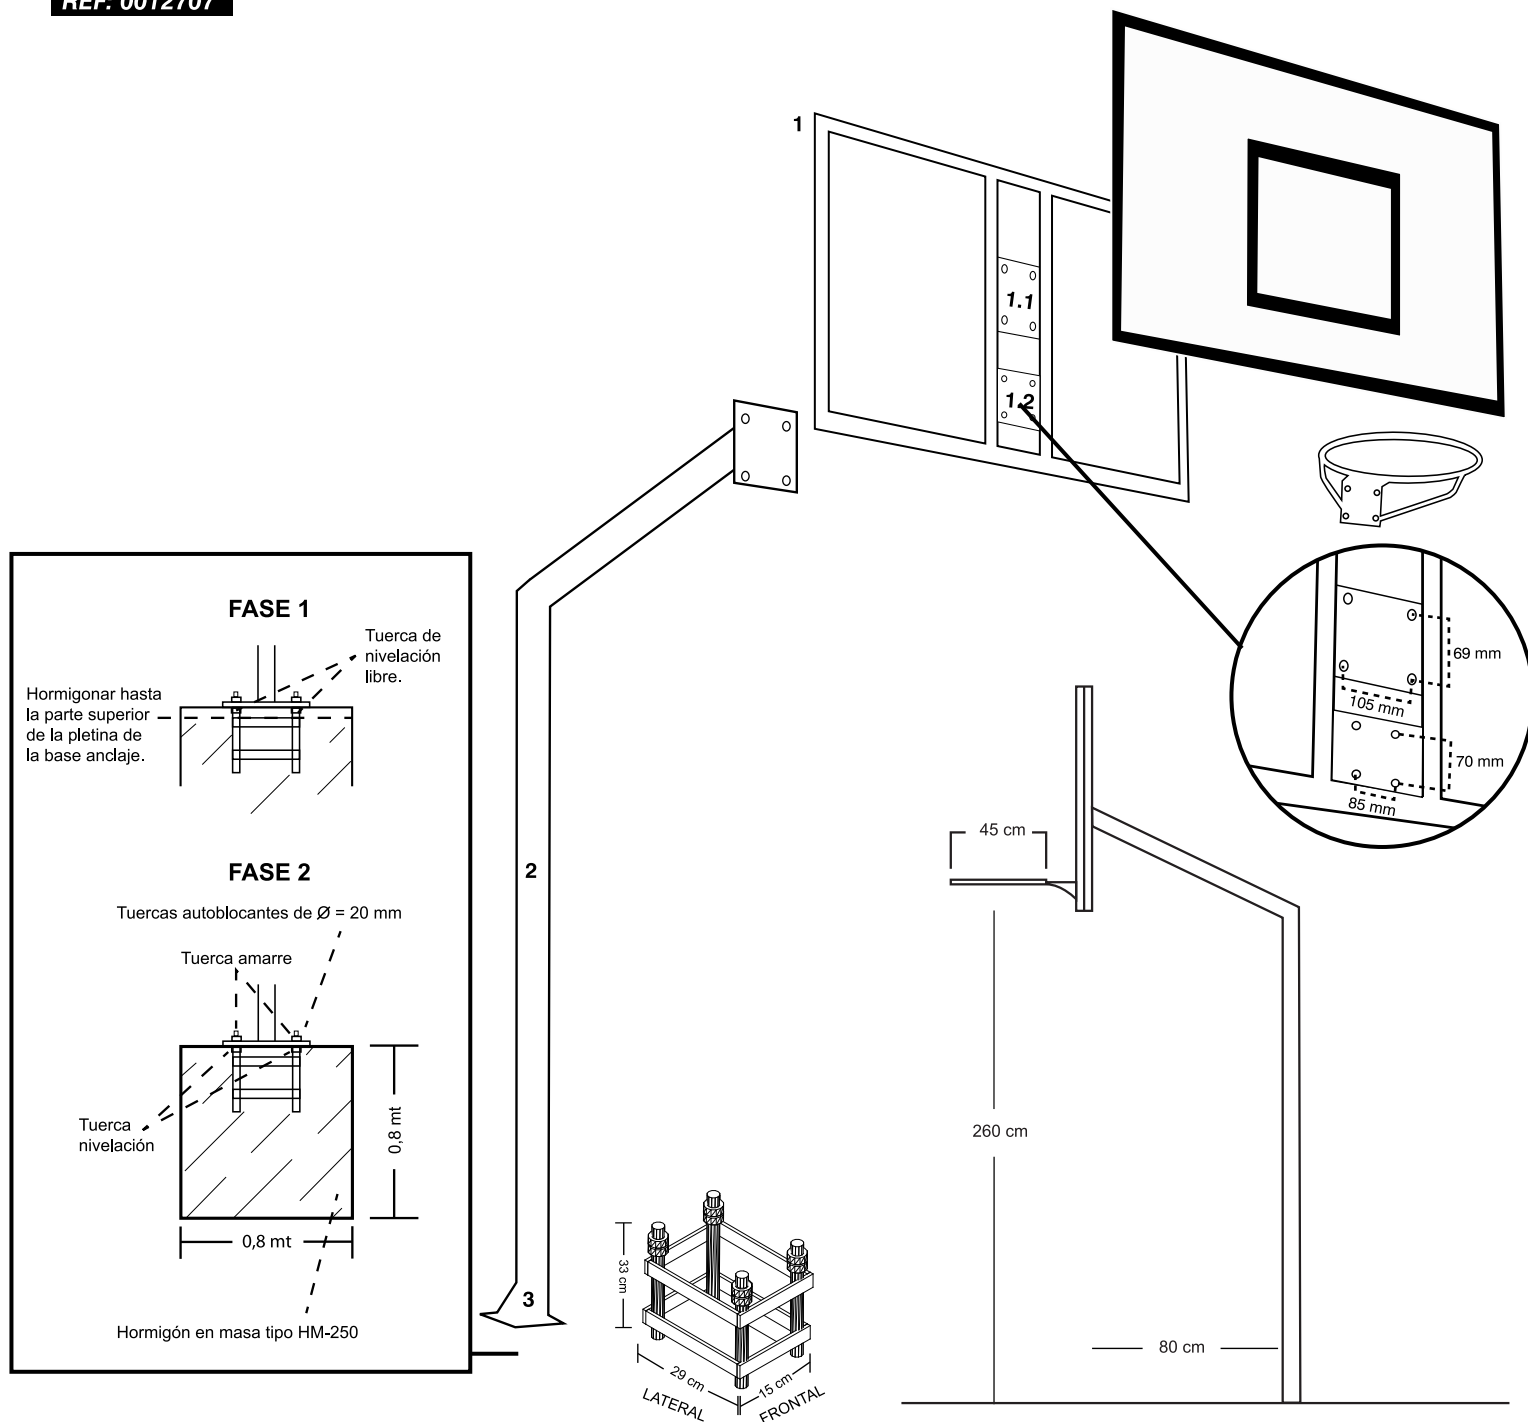 REF: 0012707
1
1.1
1.2
69 mm
105 mm
70 mm
85 mm
FASE 1
Tuerca de
nivelación
libre.
Hormigonar hasta
la parte superior
de la pletina de
la base anclaje.
FASE 2
Tuercas autoblocantes de Ø = 20 mm
Tuerca amarre
Tuerca
nivelación
0,8 mt
0,8 mt
Hormigón en masa tipo HM-250
2
3
33 cm
29 cm
15 cm
LATERAL
FRONTAL
45 cm
260 cm
80 cm